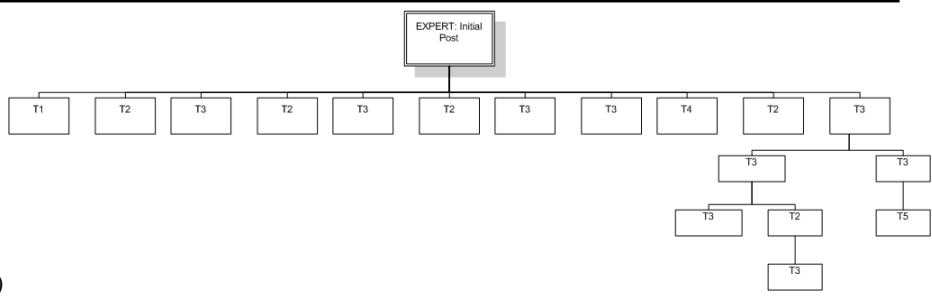 EXPERT: Initial
Post
T1 T2 T3 T2 T3 T2 T3 T3 T4 T2 T3
T3 T3
T3 T2 T5
T3
)